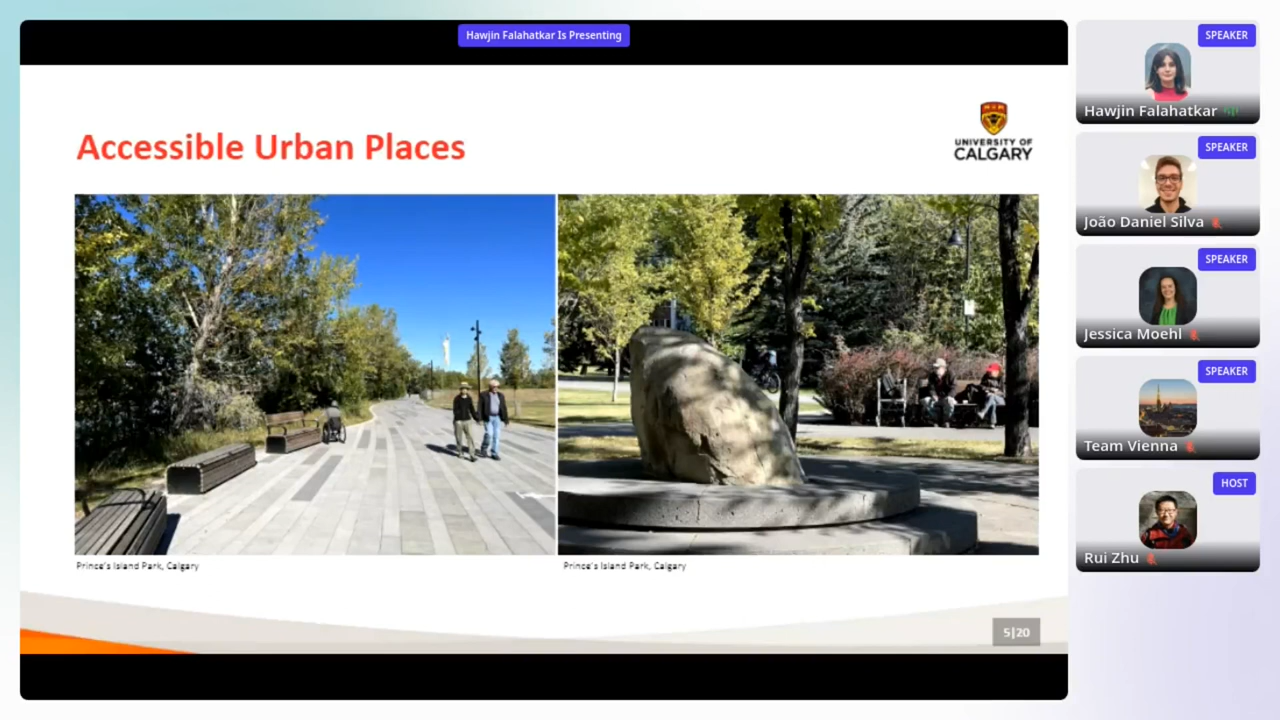 Hawjin Falahatkar Is Presenting
Accessible Urban Places
UNIVERSITY OF
CALGARY
Prince's Island Park, Calgary
Prince's Island Park, Calgary
5|20
SPEAKER
Hawjin Falahatkar
SPEAKER
João Daniel Silva
SPEAKER
Jessica Moehl
SPEAKER
Team Vienna
HOST
Rui Zhu